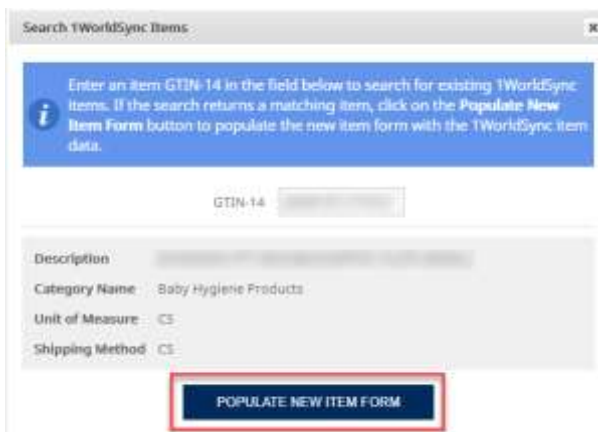 Search 1WorldSync Items
Enter an item GTIN-14 in the field below to search for existing 1WorldSync
items. If the search returns a matching item, click on the Populate New
Item Form button to populate the new item form with the 1WorldSync item
data.
GTIN-14
Description
Category Name Baby Hygiene Products
Unit of Measure CS
Shipping Method CS
POPULATE NEW ITEM FORM